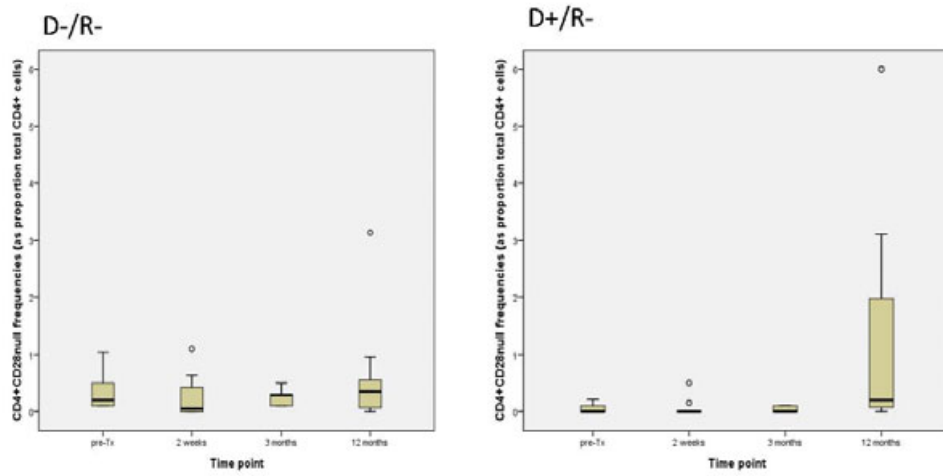 D-/R-
CD4+CD28null frequencies (as proportion total CD4+ cells)
6
5
4
3
2
1
0
pre-Tx
2 weeks
3 months
12 months
Time point
D+/R-
CD4+CD28null frequencies (as proportion total CD4+ cells)
6
5
4
3
2
1
0
pre-Tx
2 weeks
3 months
12 months
Time point